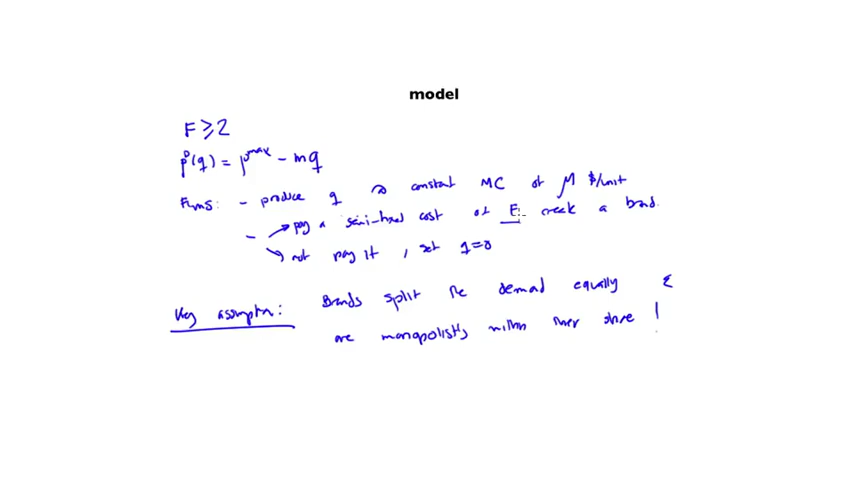 model
F ≥ 2
p^D(q) = p^max - mq
Firms: - produce q @ constant MC of μ $/unit
- → pay a semi-fixed cost of F create a brand.
→ not pay it, set q=0
Key assumptn: Brands split the demand equally &
are monopolists within their share!